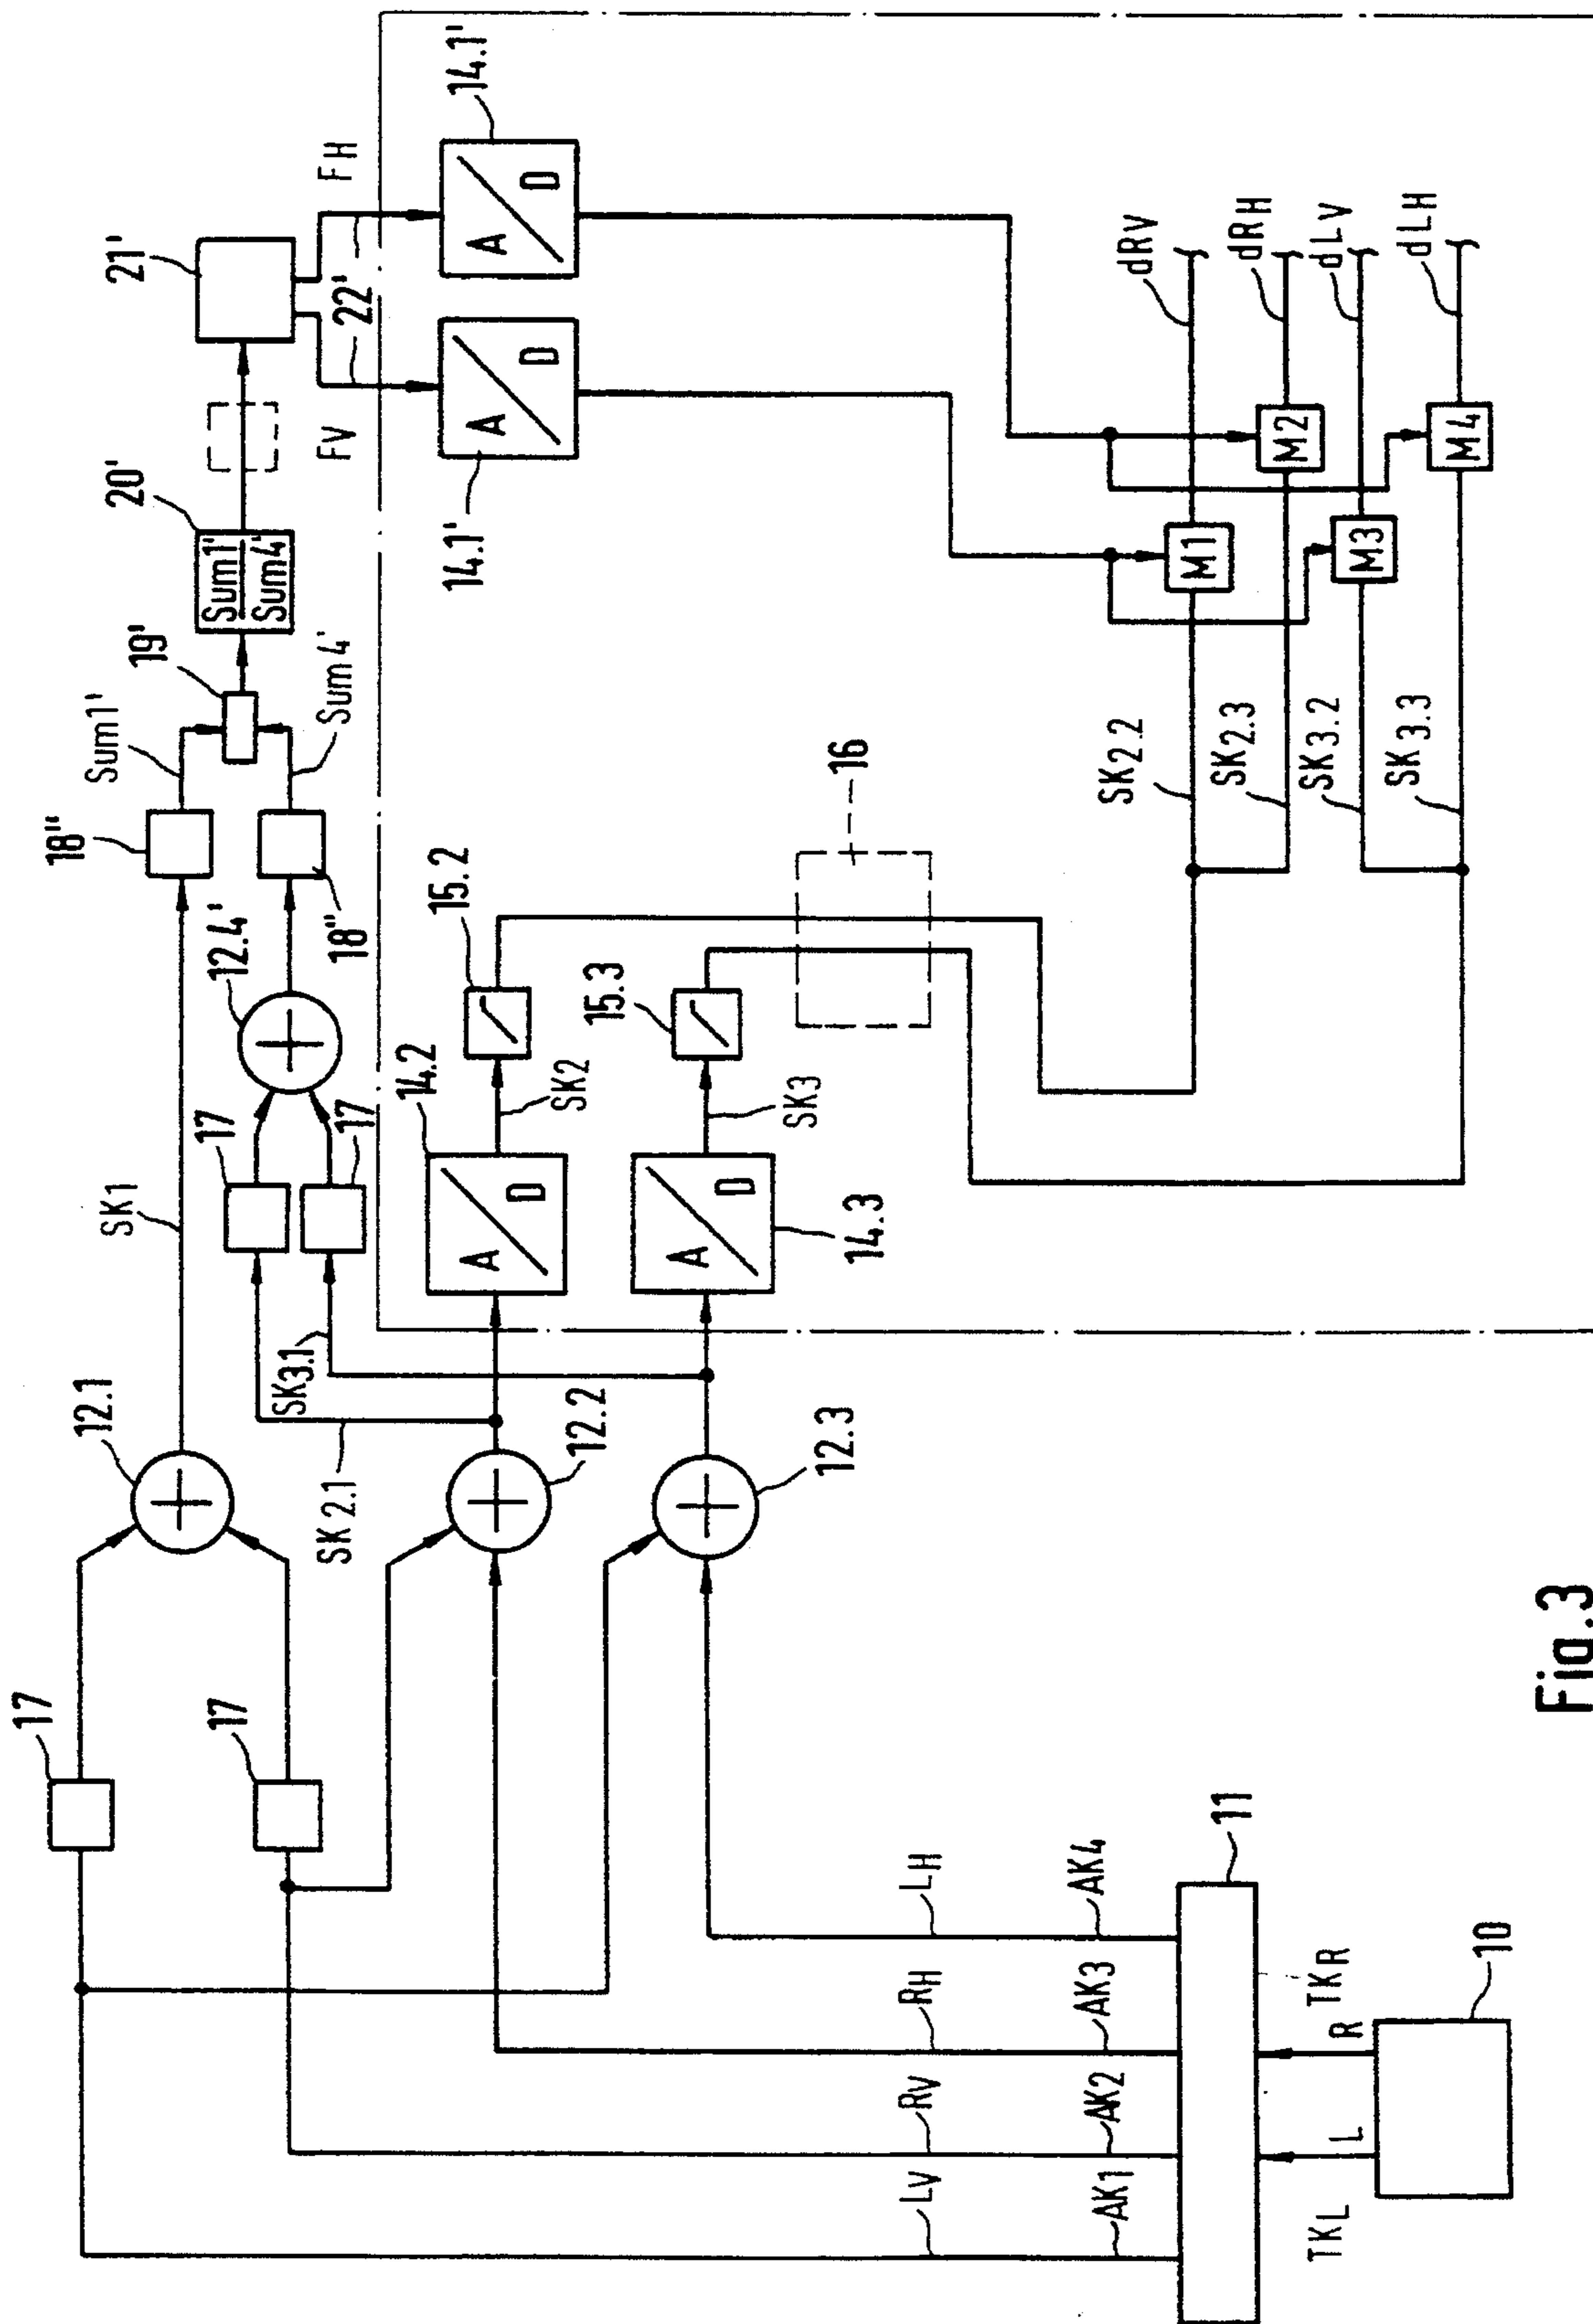 17
17
12.1
SK1
SK2.1
SK3.1
17
17
12.4'
18"
18"
Sum1'
Sum4'
19'
20'
Sum1'
Sum4'
21'
22'
FV
FH
12.2
12.3
A
D
14.2
A
D
14.3
SK2
SK3
15.2
15.3
16
A
D
14.1'
A
D
14.1'
LV
RV
RH
LH
AK1
AK2
AK3
AK4
11
TKL
L
R
TKR
10
SK2.2
SK2.3
SK3.2
SK3.3
M1
M2
M3
M4
dRV
dRH
dLV
dLH
Fig.3